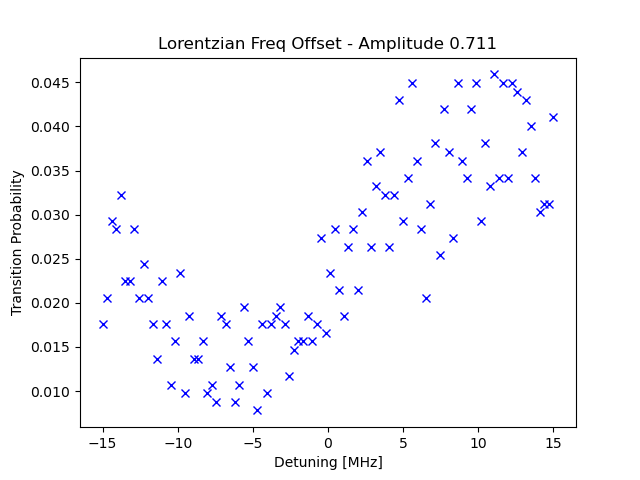 Lorentzian Freq Offset - Amplitude 0.711
Transition Probability
0.045
0.040
0.035
0.030
0.025
0.020
0.015
0.010
−15 −10 −5 0 5 10 15
Detuning [MHz]